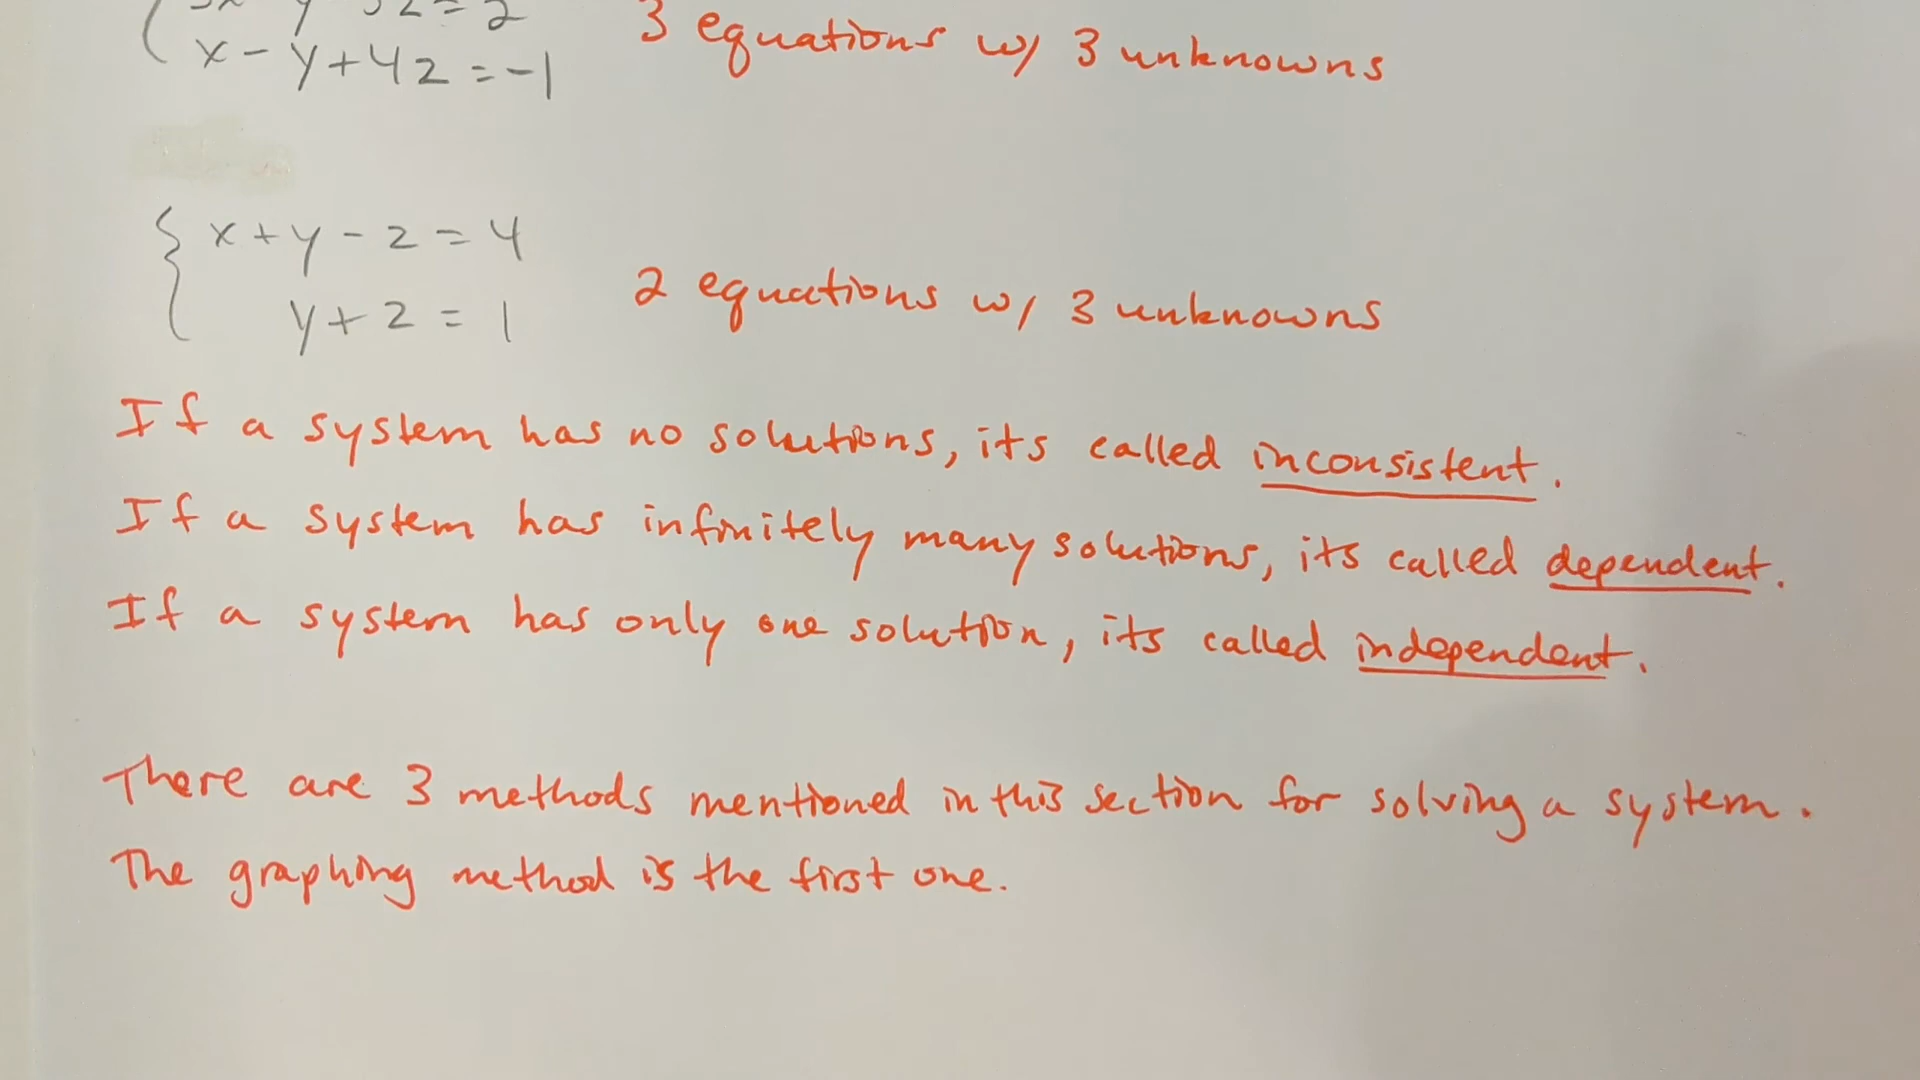 = 2
x - y + 4z = -1
3 equations w/ 3 unknowns
x + y - z = 4
y + z = 1
2 equations w/ 3 unknowns
If a system has no solutions, its called inconsistent.
If a system has infinitely many solutions, its called dependent.
If a system has only one solution, its called independent.
There are 3 methods mentioned in this section for solving a system.
The graphing method is the first one.